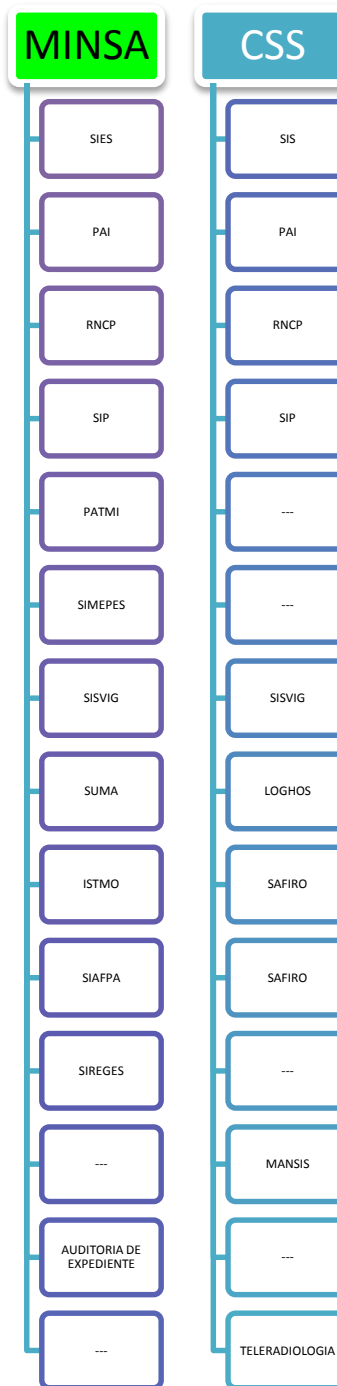 MINSA
SIES
PAI
RNCP
SIP
PATMI
SIMEPES
SISVIG
SUMA
ISTMO
SIAFPA
SIREGES
---
AUDITORIA DE
EXPEDIENTE
---
CSS
SIS
PAI
RNCP
SIP
---
---
SISVIG
LOGHOS
SAFIRO
SAFIRO
---
MANSIS
---
TELERADIOLOGIA